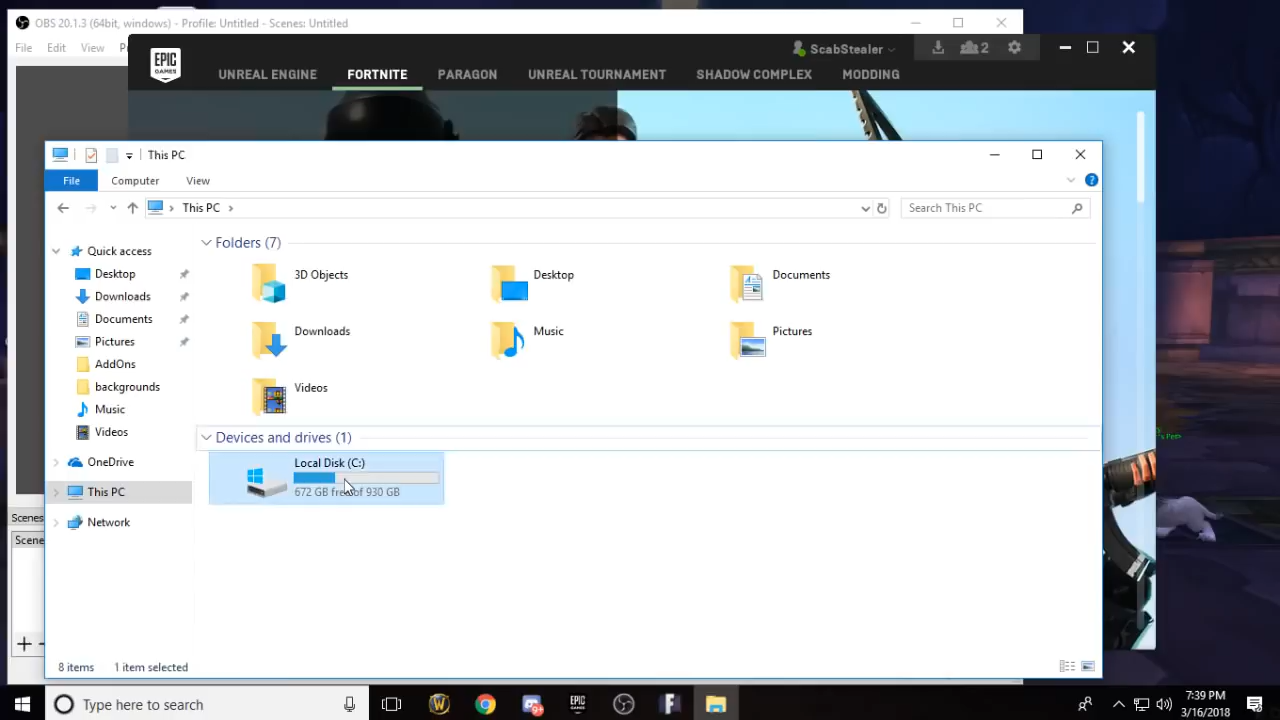 OBS 20.1.3 (64bit, windows) - Profile: Untitled - Scenes: Untitled
File Edit View
EPIC GAMES
ScabStealer
2
UNREAL ENGINE FORTNITE PARAGON UNREAL TOURNAMENT SHADOW COMPLEX MODDING
This PC
File Computer View
This PC
Search This PC
Quick access
Desktop
Downloads
Documents
Pictures
AddOns
backgrounds
Music
Videos
OneDrive
This PC
Network
Folders (7)
3D Objects
Desktop
Documents
Downloads
Music
Pictures
Videos
Devices and drives (1)
Local Disk (C:)
672 GB free of 930 GB
Scenes
Scene
8 items 1 item selected
Type here to search
7:39 PM
3/16/2018